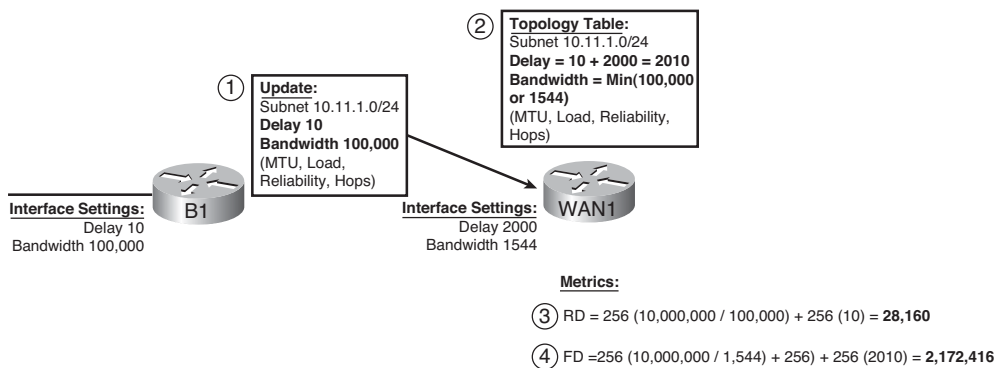 2
Topology Table:
Subnet 10.11.1.0/24
Delay = 10 + 2000 = 2010
Bandwidth = Min(100,000
or 1544)
(MTU, Load, Reliability,
Hops)
1
Update:
Subnet 10.11.1.0/24
Delay 10
Bandwidth 100,000
(MTU, Load,
Reliability, Hops)
B1
Interface Settings:
Delay 10
Bandwidth 100,000
WAN1
Interface Settings:
Delay 2000
Bandwidth 1544
Metrics:
3 RD = 256 (10,000,000 / 100,000) + 256 (10) = 28,160
4 FD =256 (10,000,000 / 1,544) + 256) + 256 (2010) = 2,172,416